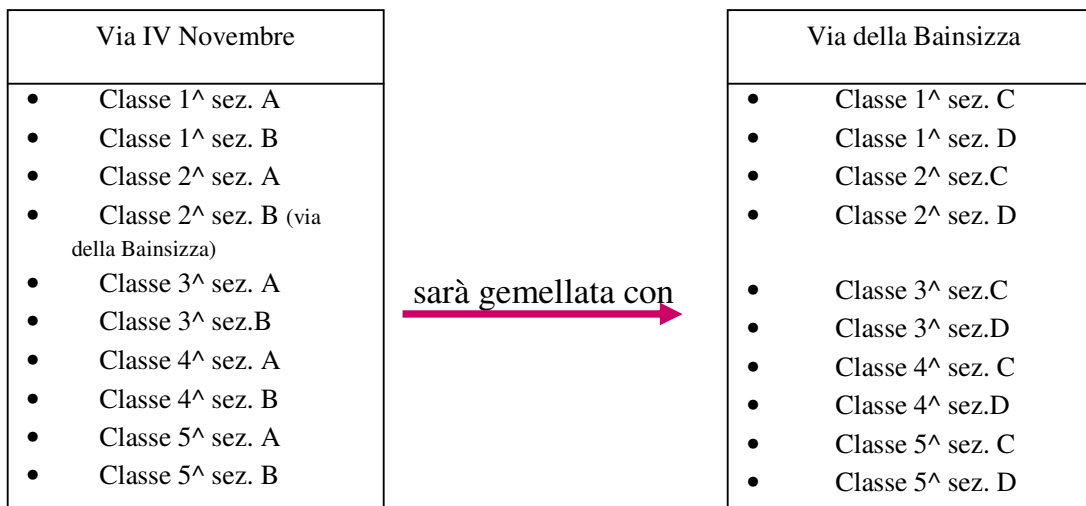 Via IV Novembre
• Classe 1^ sez. A
• Classe 1^ sez. B
• Classe 2^ sez. A
• Classe 2^ sez. B (via
della Bainsizza)
• Classe 3^ sez. A
• Classe 3^ sez.B
• Classe 4^ sez. A
• Classe 4^ sez. B
• Classe 5^ sez. A
• Classe 5^ sez. B
sarà gemellata con
Via della Bainsizza
• Classe 1^ sez. C
• Classe 1^ sez. D
• Classe 2^ sez.C
• Classe 2^ sez. D
• Classe 3^ sez.C
• Classe 3^ sez.D
• Classe 4^ sez. C
• Classe 4^ sez.D
• Classe 5^ sez. C
• Classe 5^ sez. D